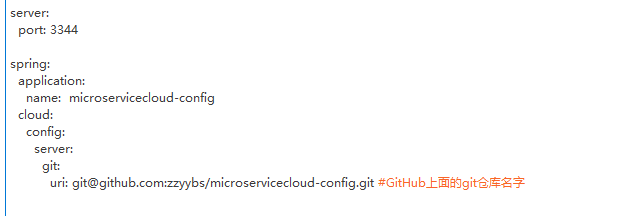 server:
  port: 3344
spring:
  application:
    name:  microservicecloud-config
  cloud:
    config:
      server:
        git:
          uri: git@github.com:zzyybs/microservicecloud-config.git #GitHub上面的git仓库名字